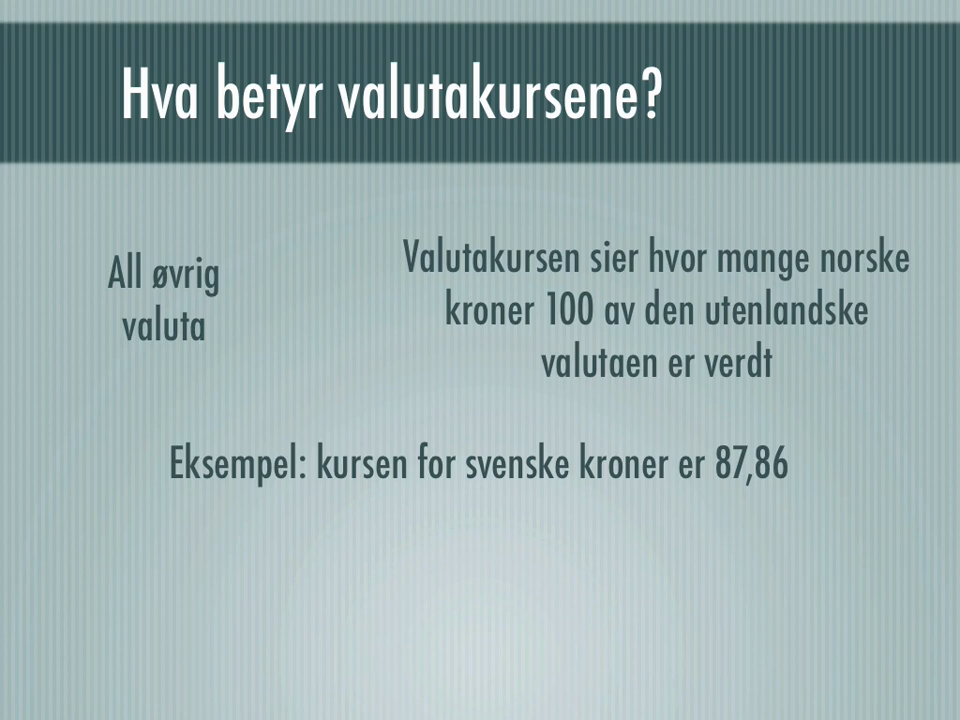 Hva betyr valutakursene?
All øvrig
valuta
Valutakursen sier hvor mange norske
kroner 100 av den utenlandske
valutaen er verdt
Eksempel: kursen for svenske kroner er 87,86